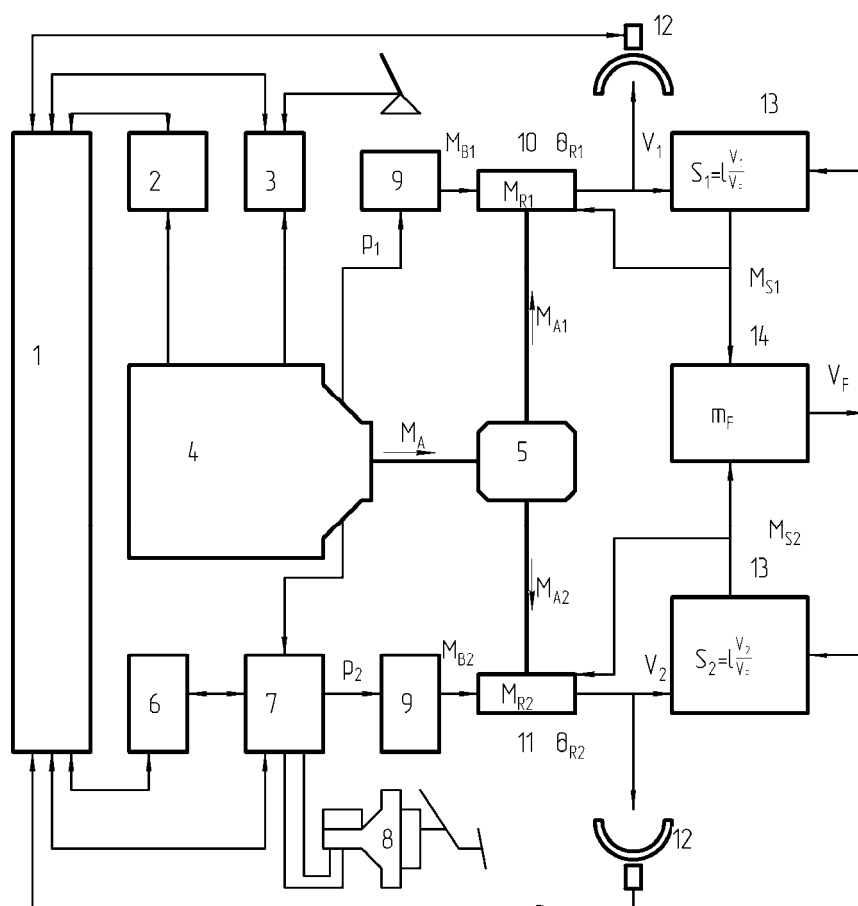 12
13
M_B1
10 θ_R1
V_1
2
3
9
M_R1
S_1=l
p_1
M_S1
M_A1
14
1
V_F
m_F
M_A
4
5
M_S2
13
M_A2
M_B2
V_2
S_2=l V_2
p_2
6
7
9
M_R2
11 θ_R2
8
12